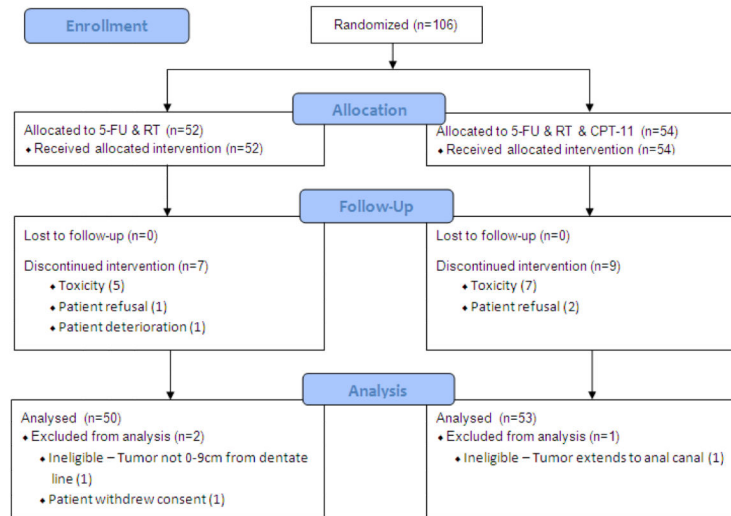 Enrollment
Randomized (n=106)
Allocation
Allocated to 5-FU & RT (n=52)
⬥ Received allocated intervention (n=52)
Allocated to 5-FU & RT & CPT-11 (n=54)
⬥ Received allocated intervention (n=54)
Follow-Up
Lost to follow-up (n=0)
Discontinued intervention (n=7)
⬥ Toxicity (5)
⬥ Patient refusal (1)
⬥ Patient deterioration (1)
Lost to follow-up (n=0)
Discontinued intervention (n=9)
⬥ Toxicity (7)
⬥ Patient refusal (2)
Analysis
Analysed (n=50)
⬥ Excluded from analysis (n=2)
⬥ Ineligible – Tumor not 0-9cm from dentate
line (1)
⬥ Patient withdrew consent (1)
Analysed (n=53)
⬥ Excluded from analysis (n=1)
⬥ Ineligible – Tumor extends to anal canal (1)